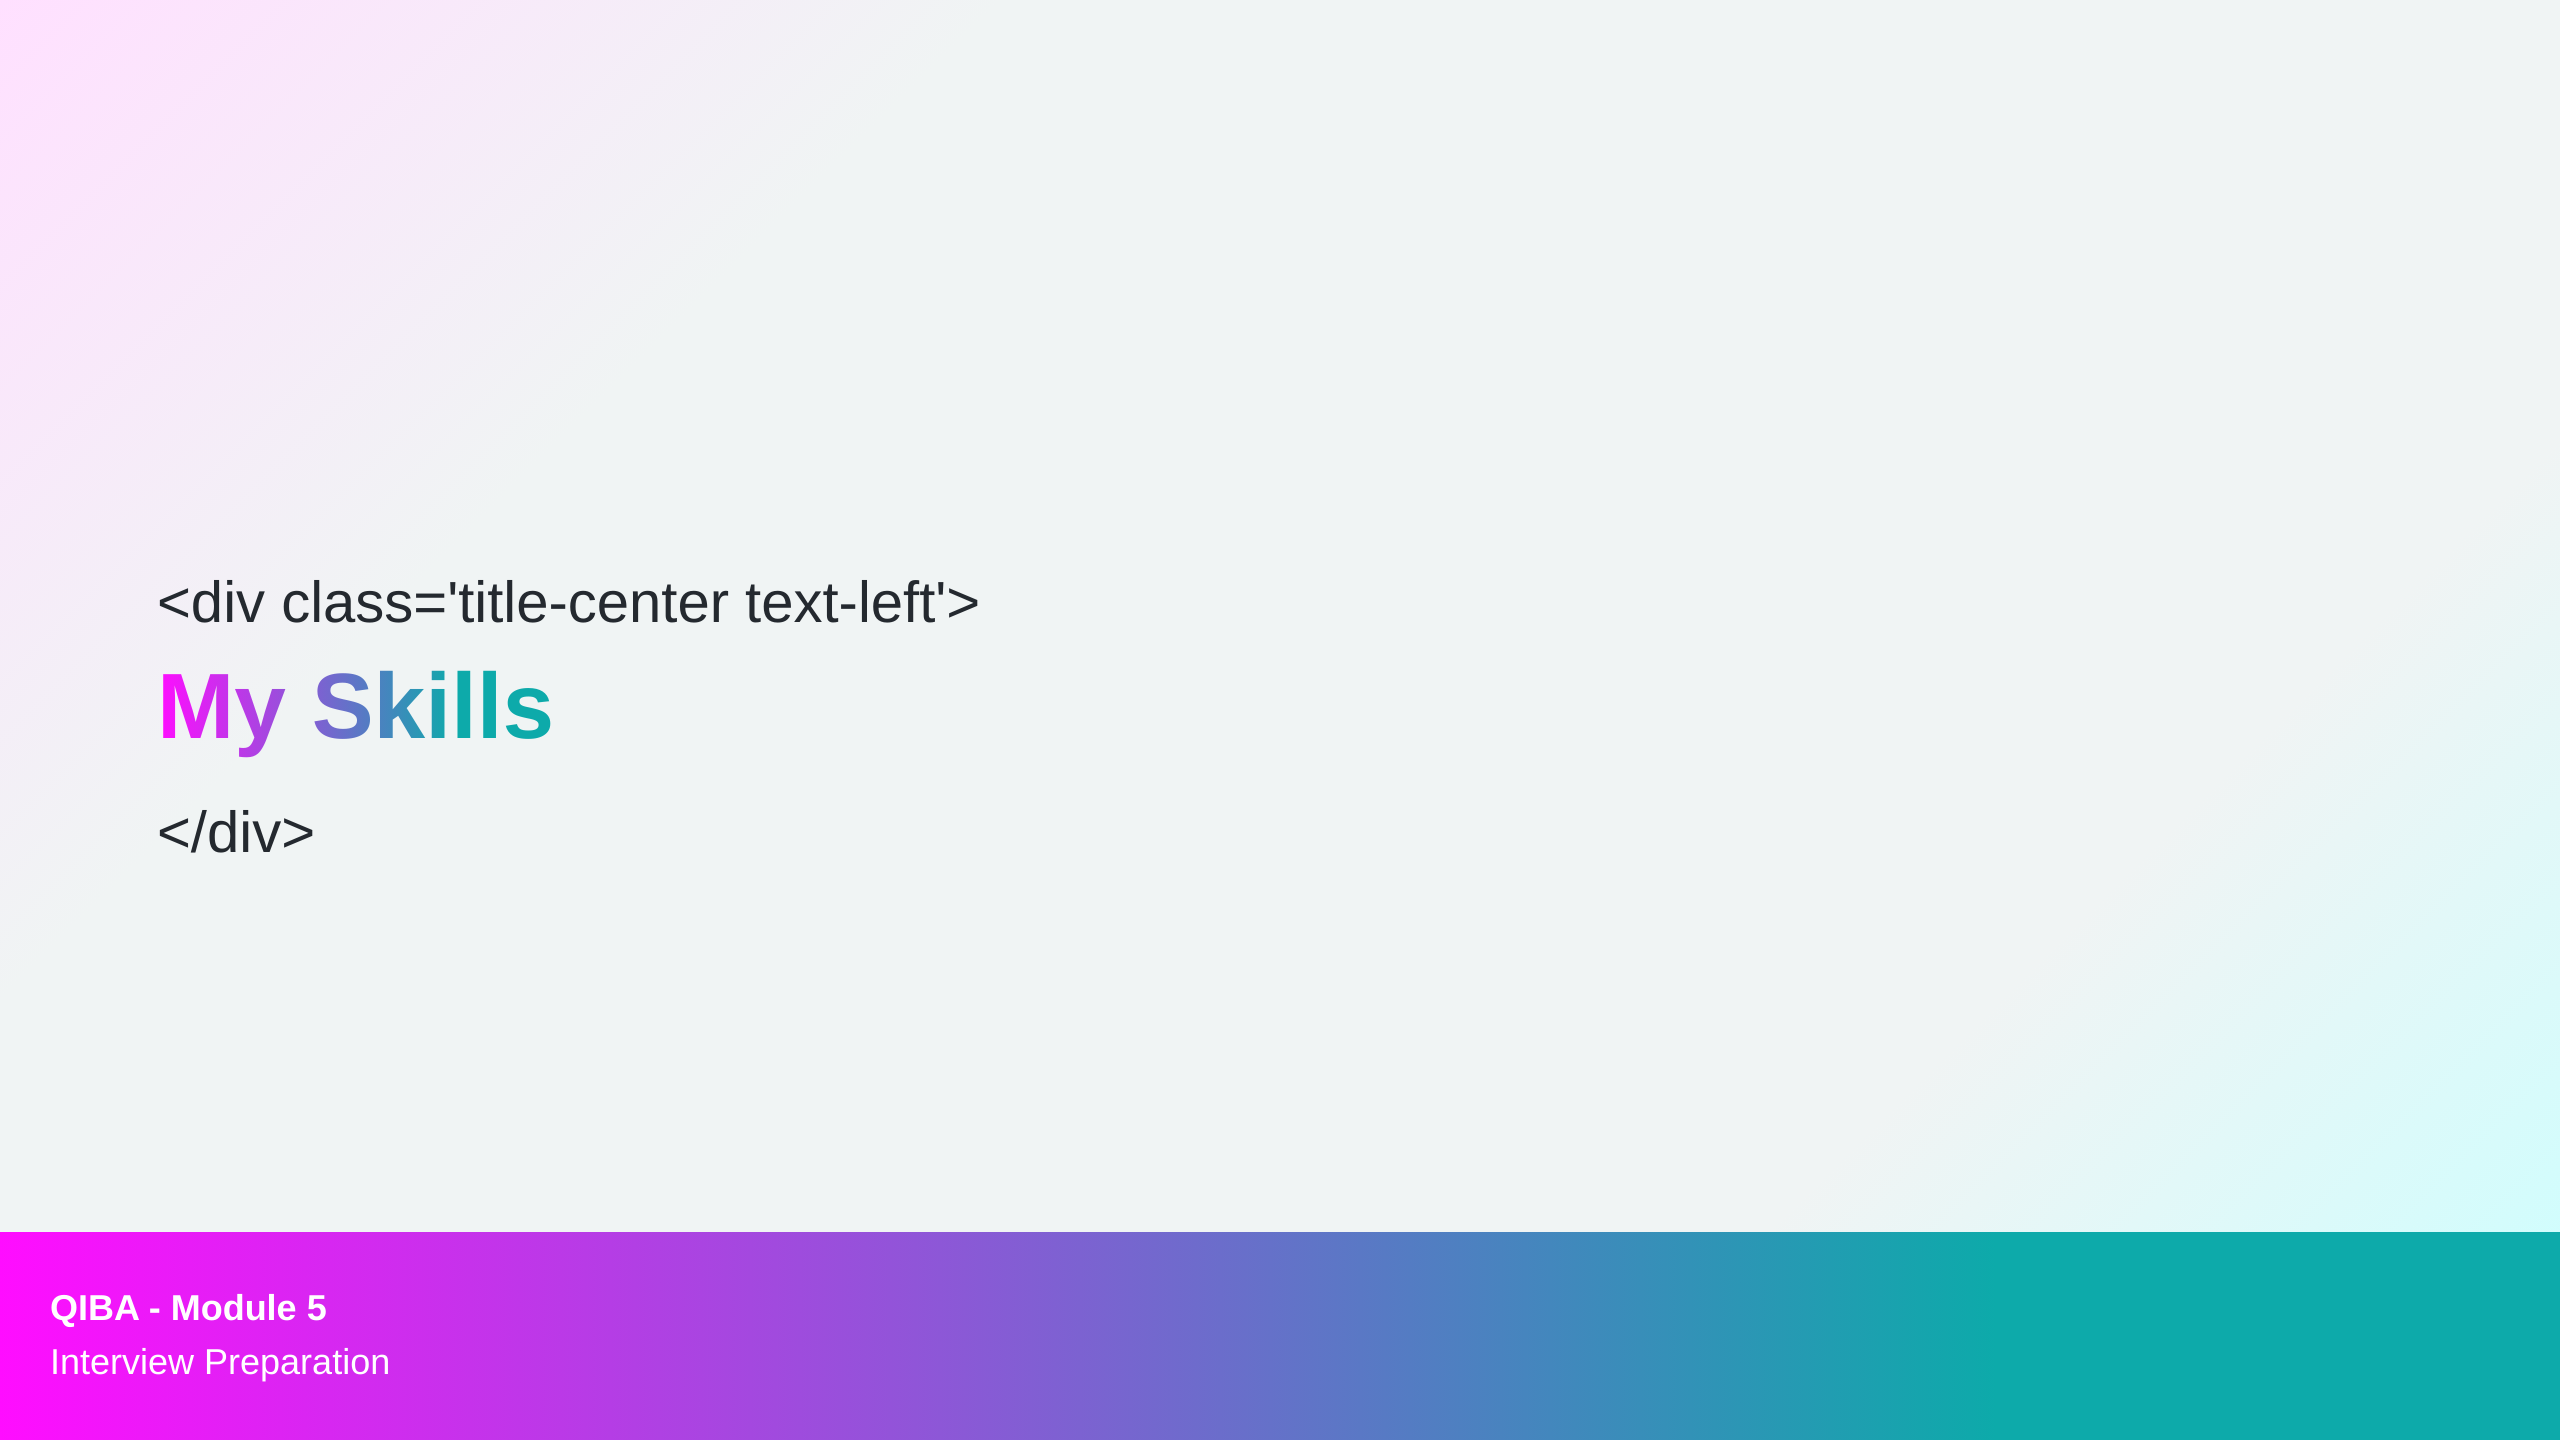 <div class='title-center text-left'>
My Skills
</div>
QIBA - Module 5
Interview Preparation